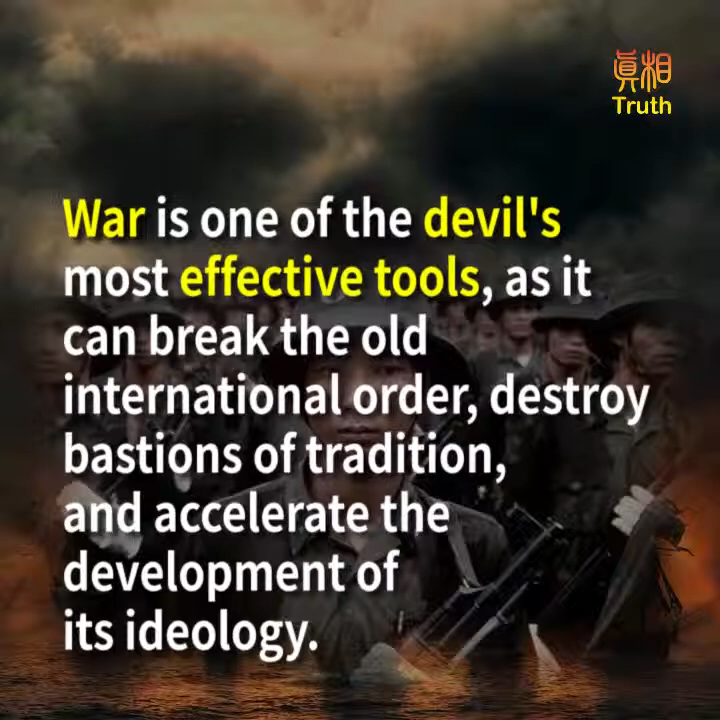 眞相
Truth
War is one of the devil's
most effective tools, as it
can break the old
international order, destroy
bastions of tradition,
and accelerate the
development of
its ideology.